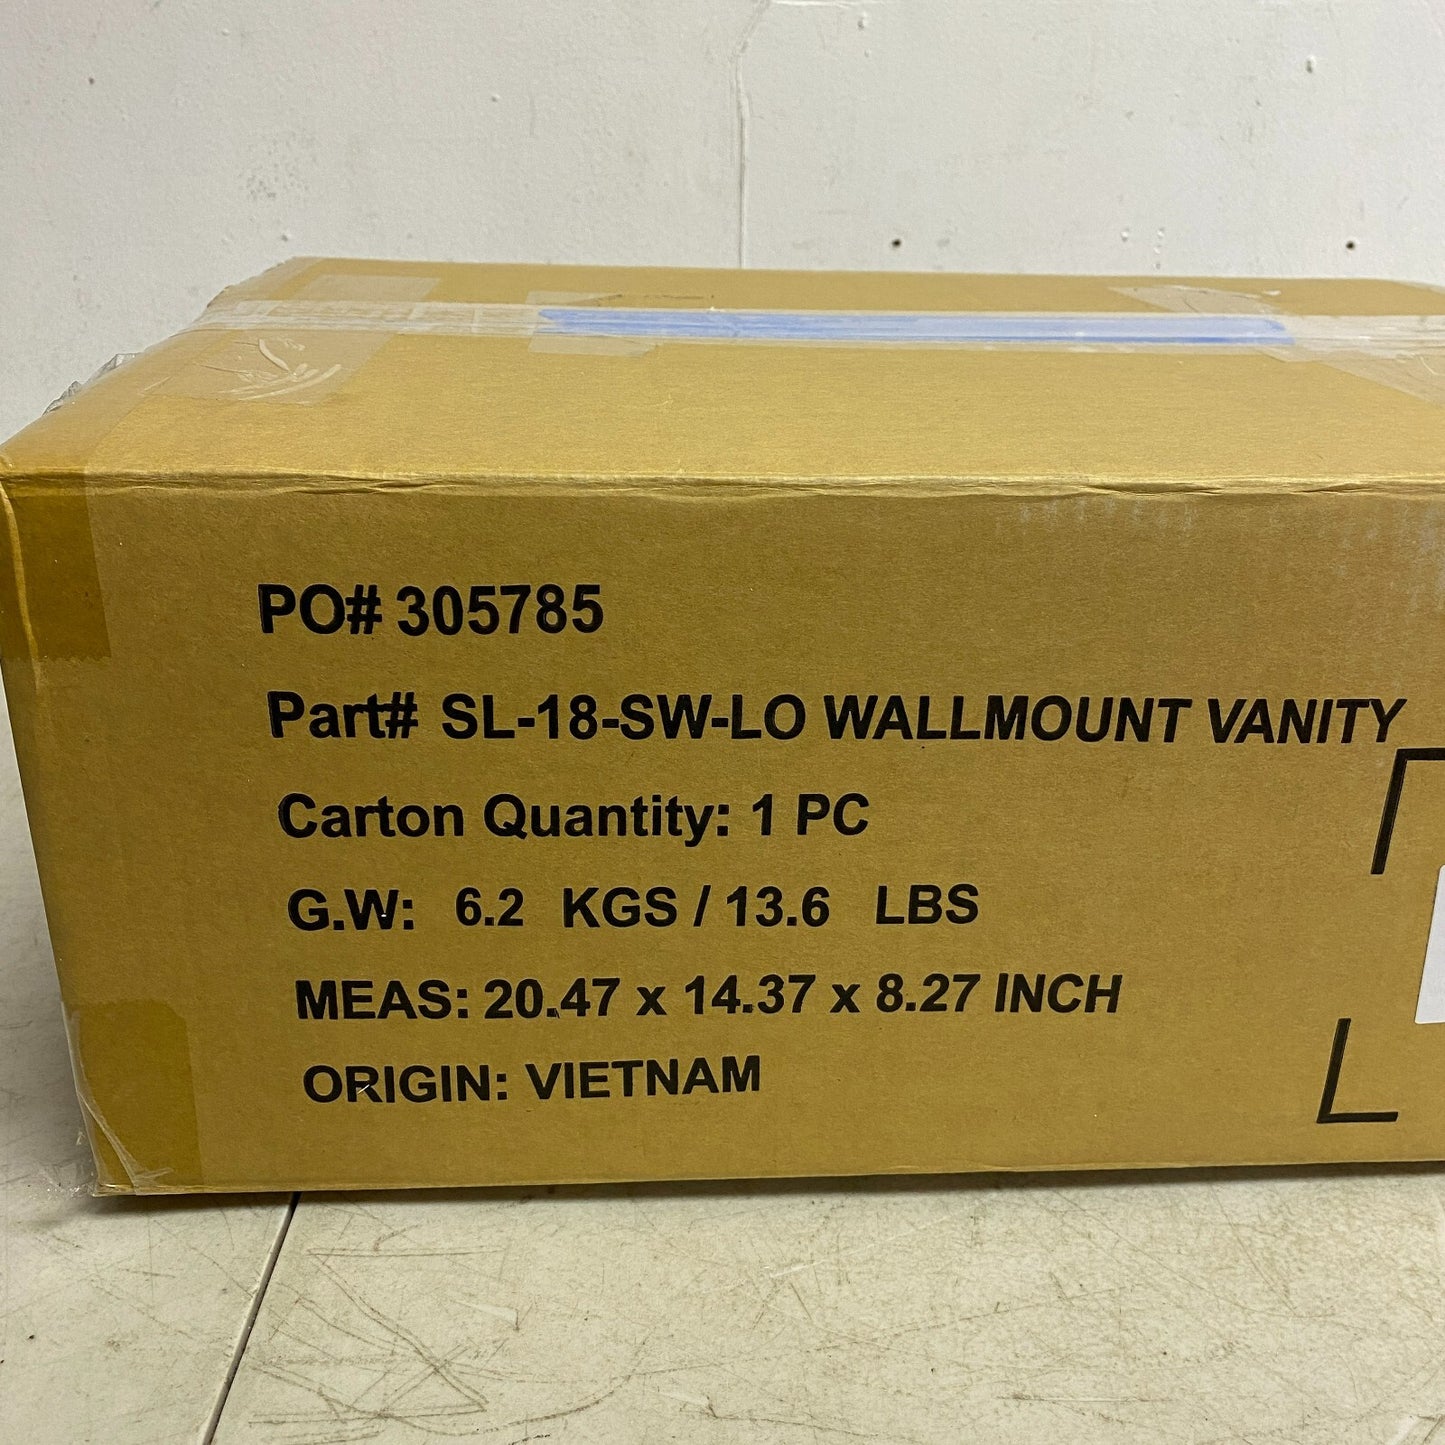 PO# 305785
Part# SL-18-SW-LO WALLMOUNT VANITY
Carton Quantity: 1 PC
G.W: 6.2 KGS / 13.6 LBS
MEAS: 20.47 x 14.37 x 8.27 INCH
ORIGIN: VIETNAM